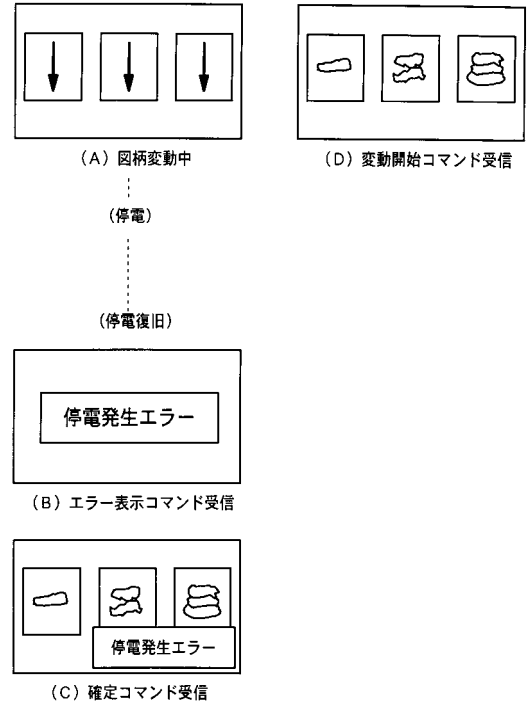 (A) 図柄変動中
(停電)
(停電復旧)
停電発生エラー
(B) エラー表示コマンド受信
停電発生エラー
(C) 確定コマンド受信
(D) 変動開始コマンド受信